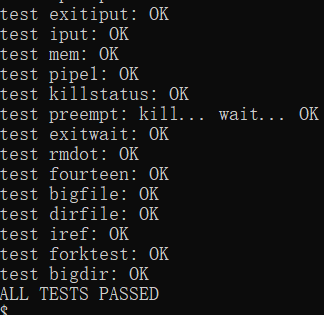 test exitiput: OK
test iput: OK
test mem: OK
test pipe1: OK
test killstatus: OK
test preempt: kill... wait... OK
test exitwait: OK
test rmdot: OK
test fourteen: OK
test bigfile: OK
test dirfile: OK
test iref: OK
test forktest: OK
test bigdir: OK
ALL TESTS PASSED
$